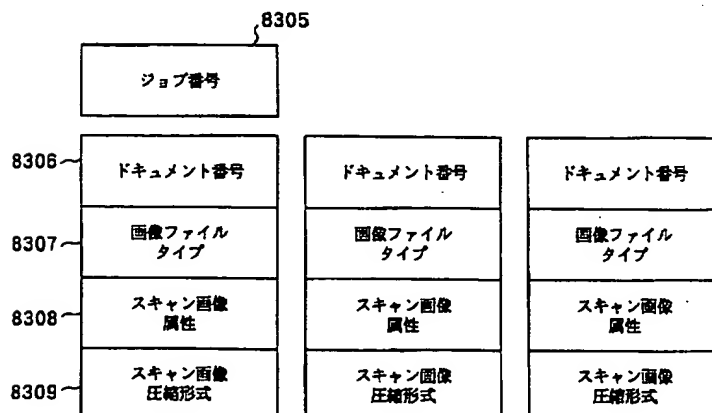 8305
ジョブ番号
8306 ドキュメント番号 ドキュメント番号 ドキュメント番号
8307 画像ファイル 画像ファイル 画像ファイル
タイプ タイプ タイプ
8308 スキャン画像 スキャン画像 スキャン画像
属性 属性 属性
8309 スキャン画像 スキャン画像 スキャン画像
圧縮形式 圧縮形式 圧縮形式